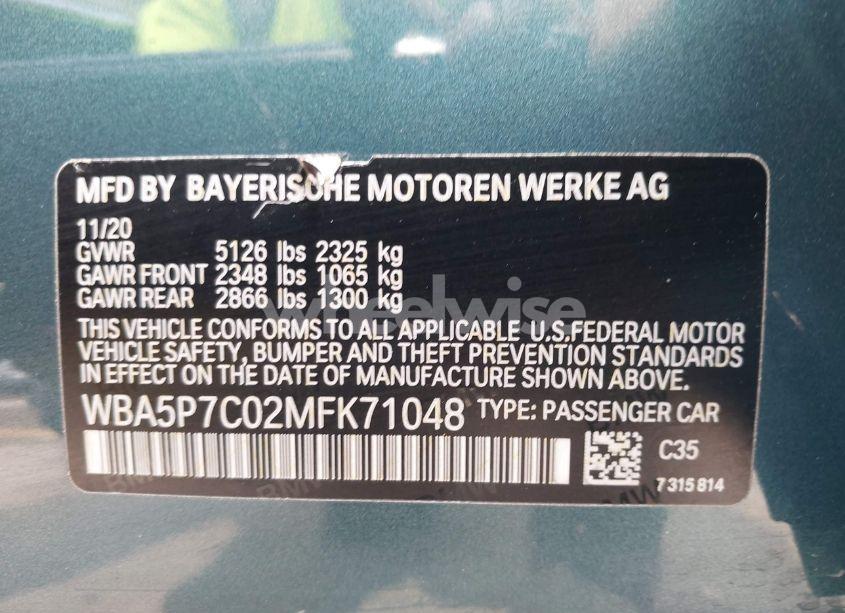 MFD BY BAYERISCHE MOTOREN WERKE AG
11/20
GVWR 5126 lbs 2325 kg
GAWR FRONT 2348 lbs 1065 kg
GAWR REAR 2866 lbs 1300 kg
wheelwise
THIS VEHICLE CONFORMS TO ALL APPLICABLE U.S.FEDERAL MOTOR
VEHICLE SAFETY, BUMPER AND THEFT PREVENTION STANDARDS
IN EFFECT ON THE DATE OF MANUFACTURE SHOWN ABOVE.
WBA5P7C02MFK71048 TYPE: PASSENGER CAR
C35
7 315 814